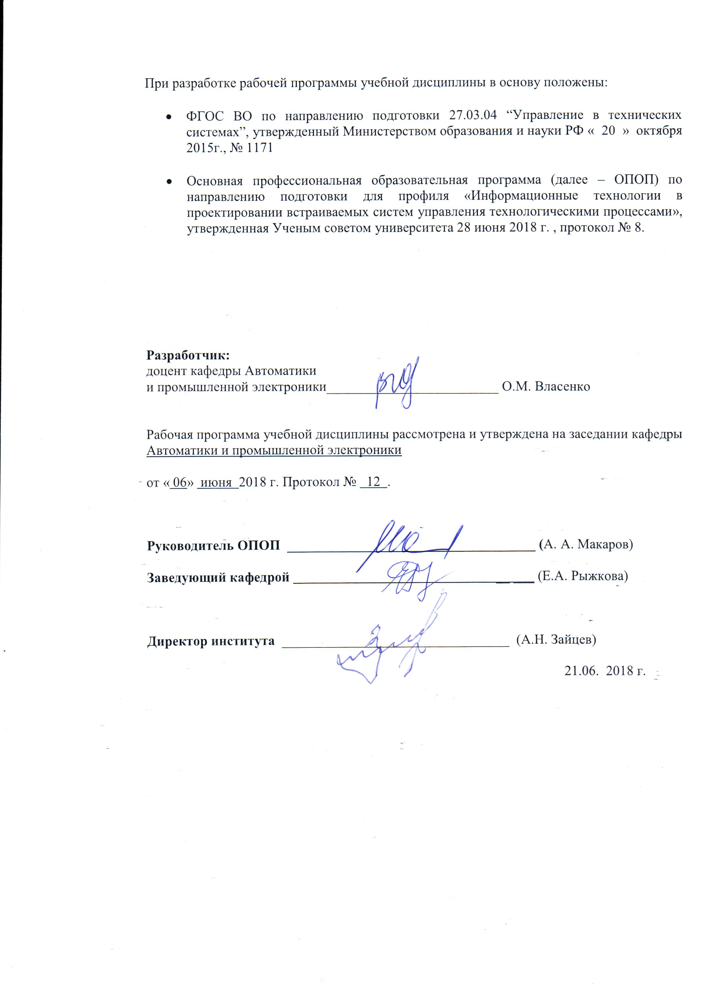 При разработке рабочей программы учебной дисциплины в основу положены:
• ФГОС ВО по направлению подготовки 27.03.04 “Управление в технических
системах”, утвержденный Министерством образования и науки РФ « 20 » октября
2015г., № 1171
• Основная профессиональная образовательная программа (далее – ОПОП) по
направлению подготовки для профиля «Информационные технологии в
проектировании встраиваемых систем управления технологическими процессами»,
утвержденная Ученым советом университета 28 июня 2018 г. , протокол № 8.
Разработчик:
доцент кафедры Автоматики
и промышленной электроники__________ О.М. Власенко
Рабочая программа учебной дисциплины рассмотрена и утверждена на заседании кафедры
Автоматики и промышленной электроники
от « 06» июня 2018 г. Протокол № 12 .
Руководитель ОПОП __________ (А. А. Макаров)
Заведующий кафедрой __________ (Е.А. Рыжкова)
Директор института __________ (А.Н. Зайцев)
21.06. 2018 г.